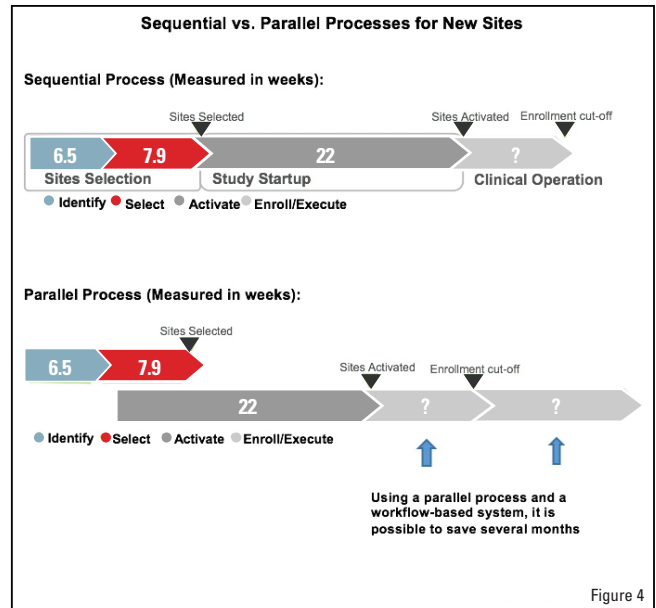 Sequential vs. Parallel Processes for New Sites
Sequential Process (Measured in weeks):
Sites Selected
Sites Activated
Enrollment cut-off
6.5
7.9
22
?
Sites Selection
Study Startup
Clinical Operation
Identify
Select
Activate
Enroll/Execute
Parallel Process (Measured in weeks):
Sites Selected
6.5
7.9
Sites Activated
Enrollment cut-off
22
?
?
Identify
Select
Activate
Enroll/Execute
Using a parallel process and a
workflow-based system, it is
possible to save several months
Figure 4